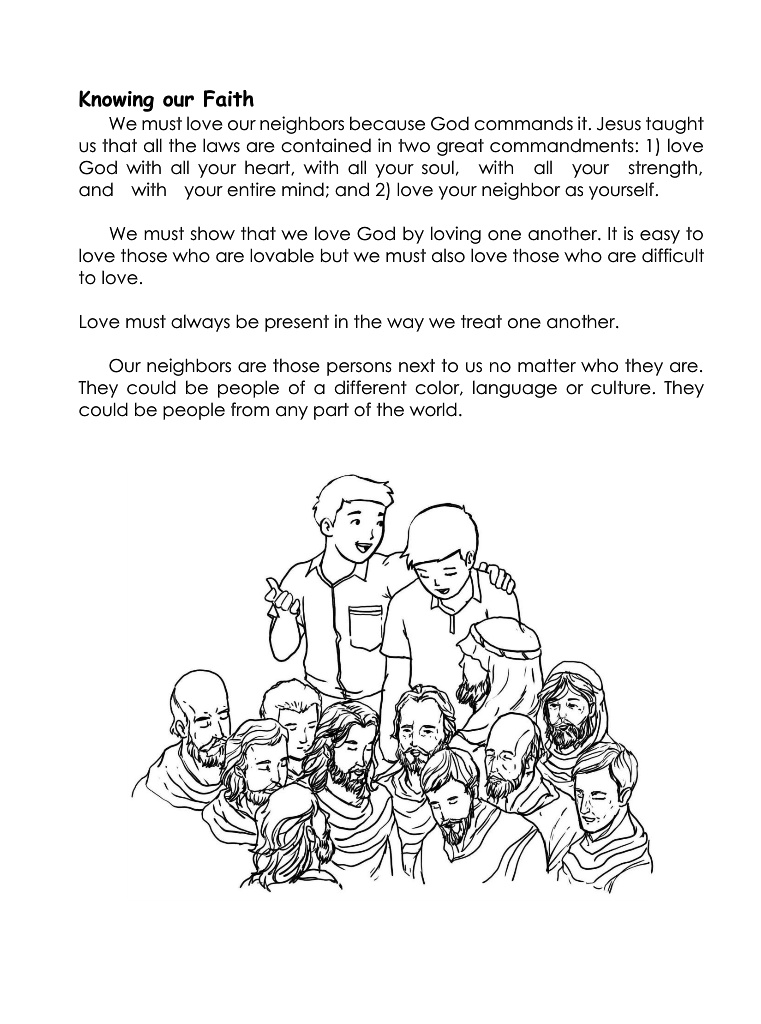 Knowing our Faith
We must love our neighbors because God commands it. Jesus taught
us that all the laws are contained in two great commandments: 1) love
God with all your heart, with all your soul, with all your strength,
and with your entire mind; and 2) love your neighbor as yourself.
We must show that we love God by loving one another. It is easy to
love those who are lovable but we must also love those who are difficult
to love.
Love must always be present in the way we treat one another.
Our neighbors are those persons next to us no matter who they are.
They could be people of a different color, language or culture. They
could be people from any part of the world.